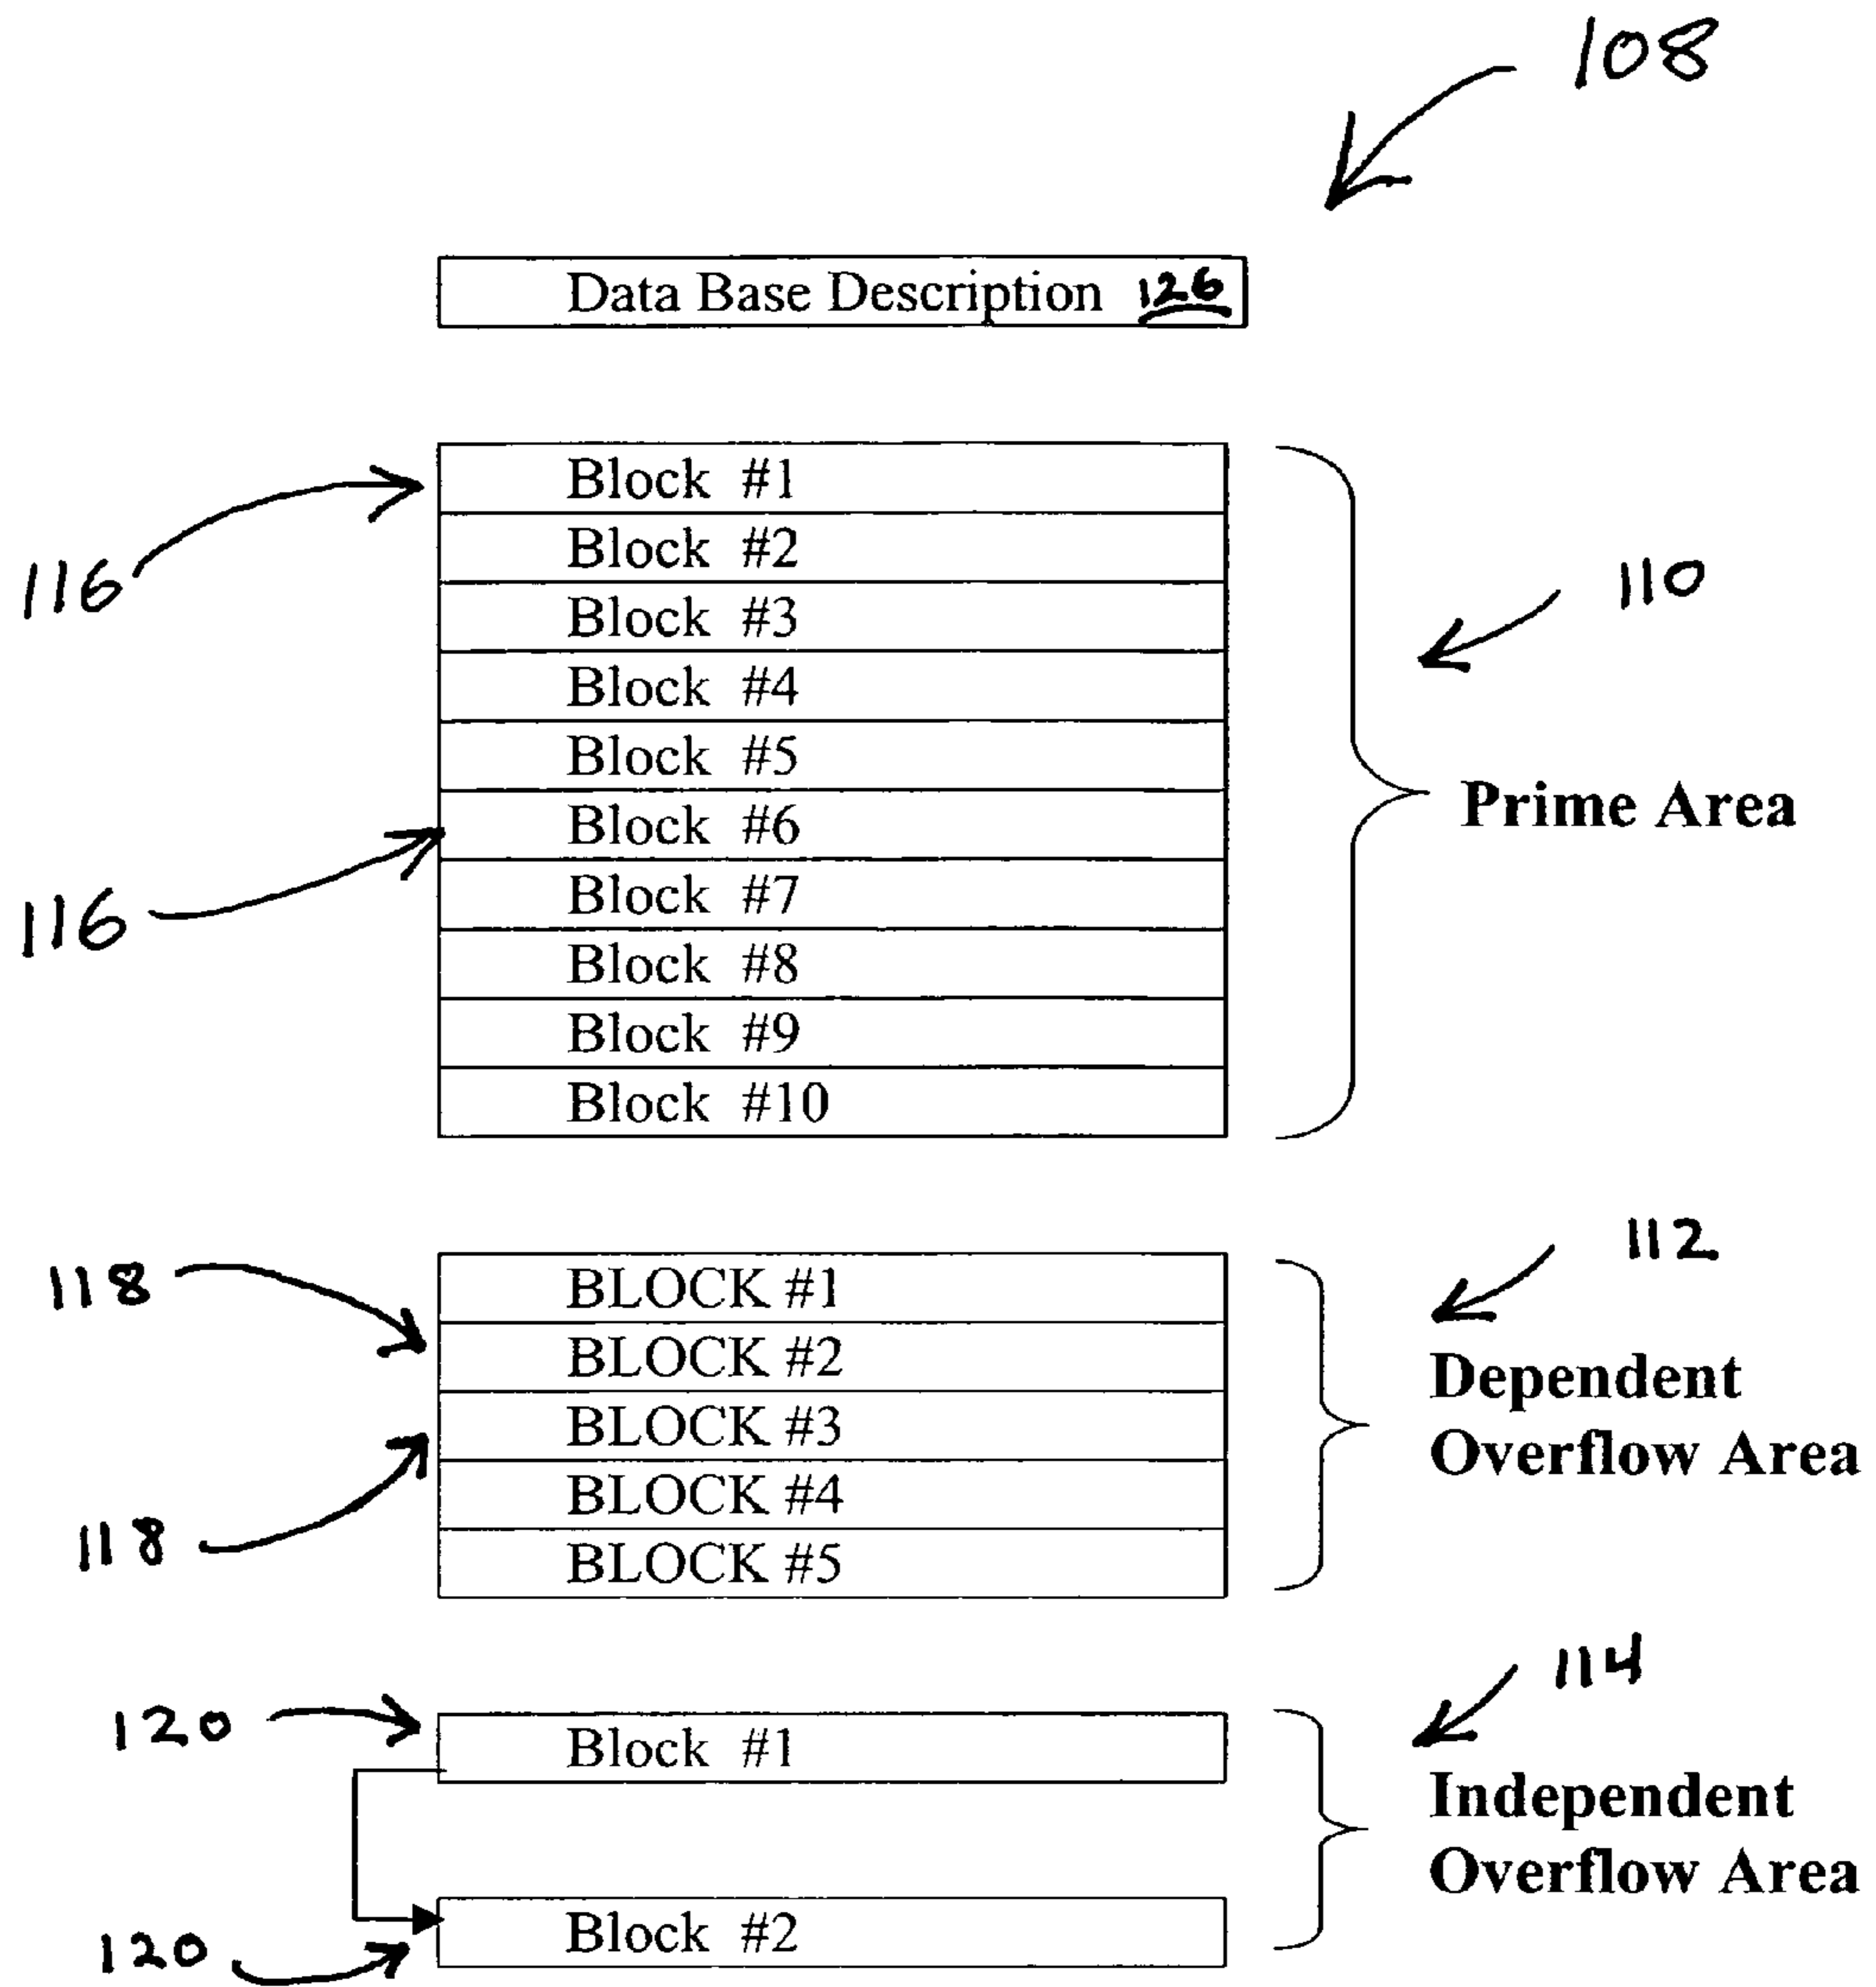 108
Data Base Description 126
Block #1
116
Block #2
Block #3
110
Block #4
Block #5
Prime Area
Block #6
116
Block #7
Block #8
Block #9
Block #10
112
118
BLOCK #1
BLOCK #2
Dependent
BLOCK #3
Overflow Area
BLOCK #4
118
BLOCK #5
114
120
Block #1
Independent
Overflow Area
120
Block #2